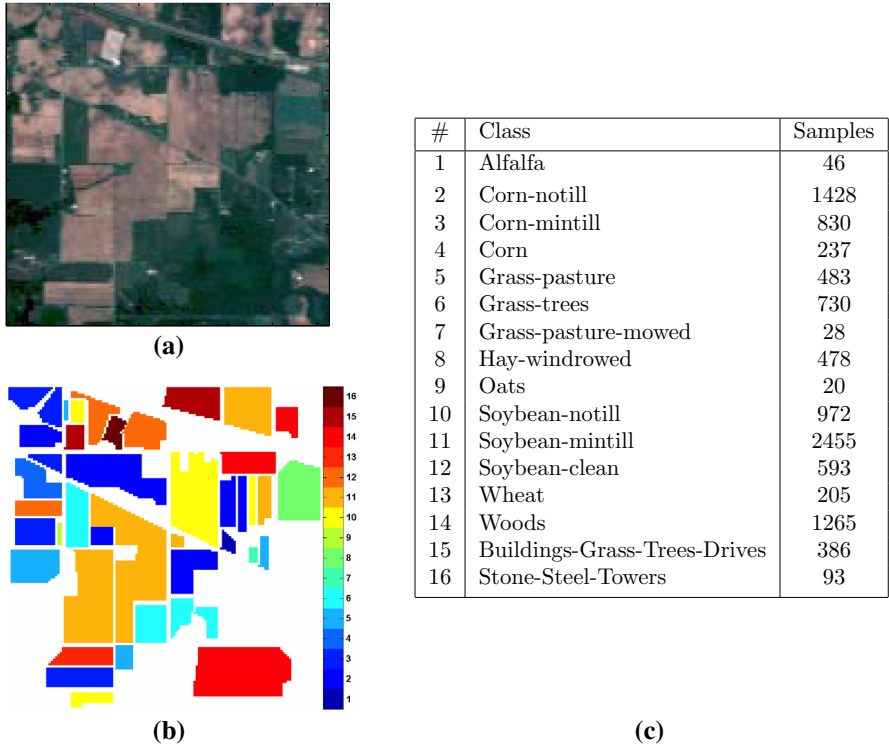 (a)
16
15
14
13
12
11
10
9
8
7
6
5
4
3
2
1
(b)
# Class Samples
1 Alfalfa 46
2 Corn-notill 1428
3 Corn-mintill 830
4 Corn 237
5 Grass-pasture 483
6 Grass-trees 730
7 Grass-pasture-mowed 28
8 Hay-windrowed 478
9 Oats 20
10 Soybean-notill 972
11 Soybean-mintill 2455
12 Soybean-clean 593
13 Wheat 205
14 Woods 1265
15 Buildings-Grass-Trees-Drives 386
16 Stone-Steel-Towers 93
(c)